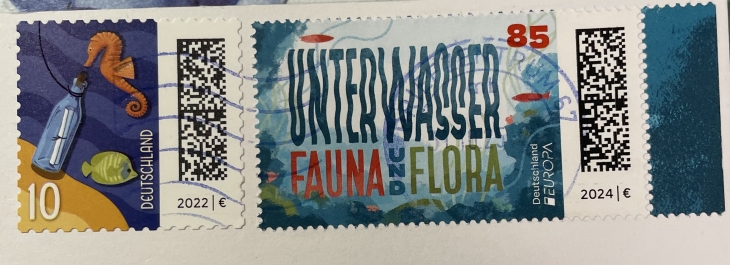 10
DEUTSCHLAND
2022 | €
85
UNTERWASSER
FAUNA UND FLORA
Deutschland
EUROPA
2024 | €